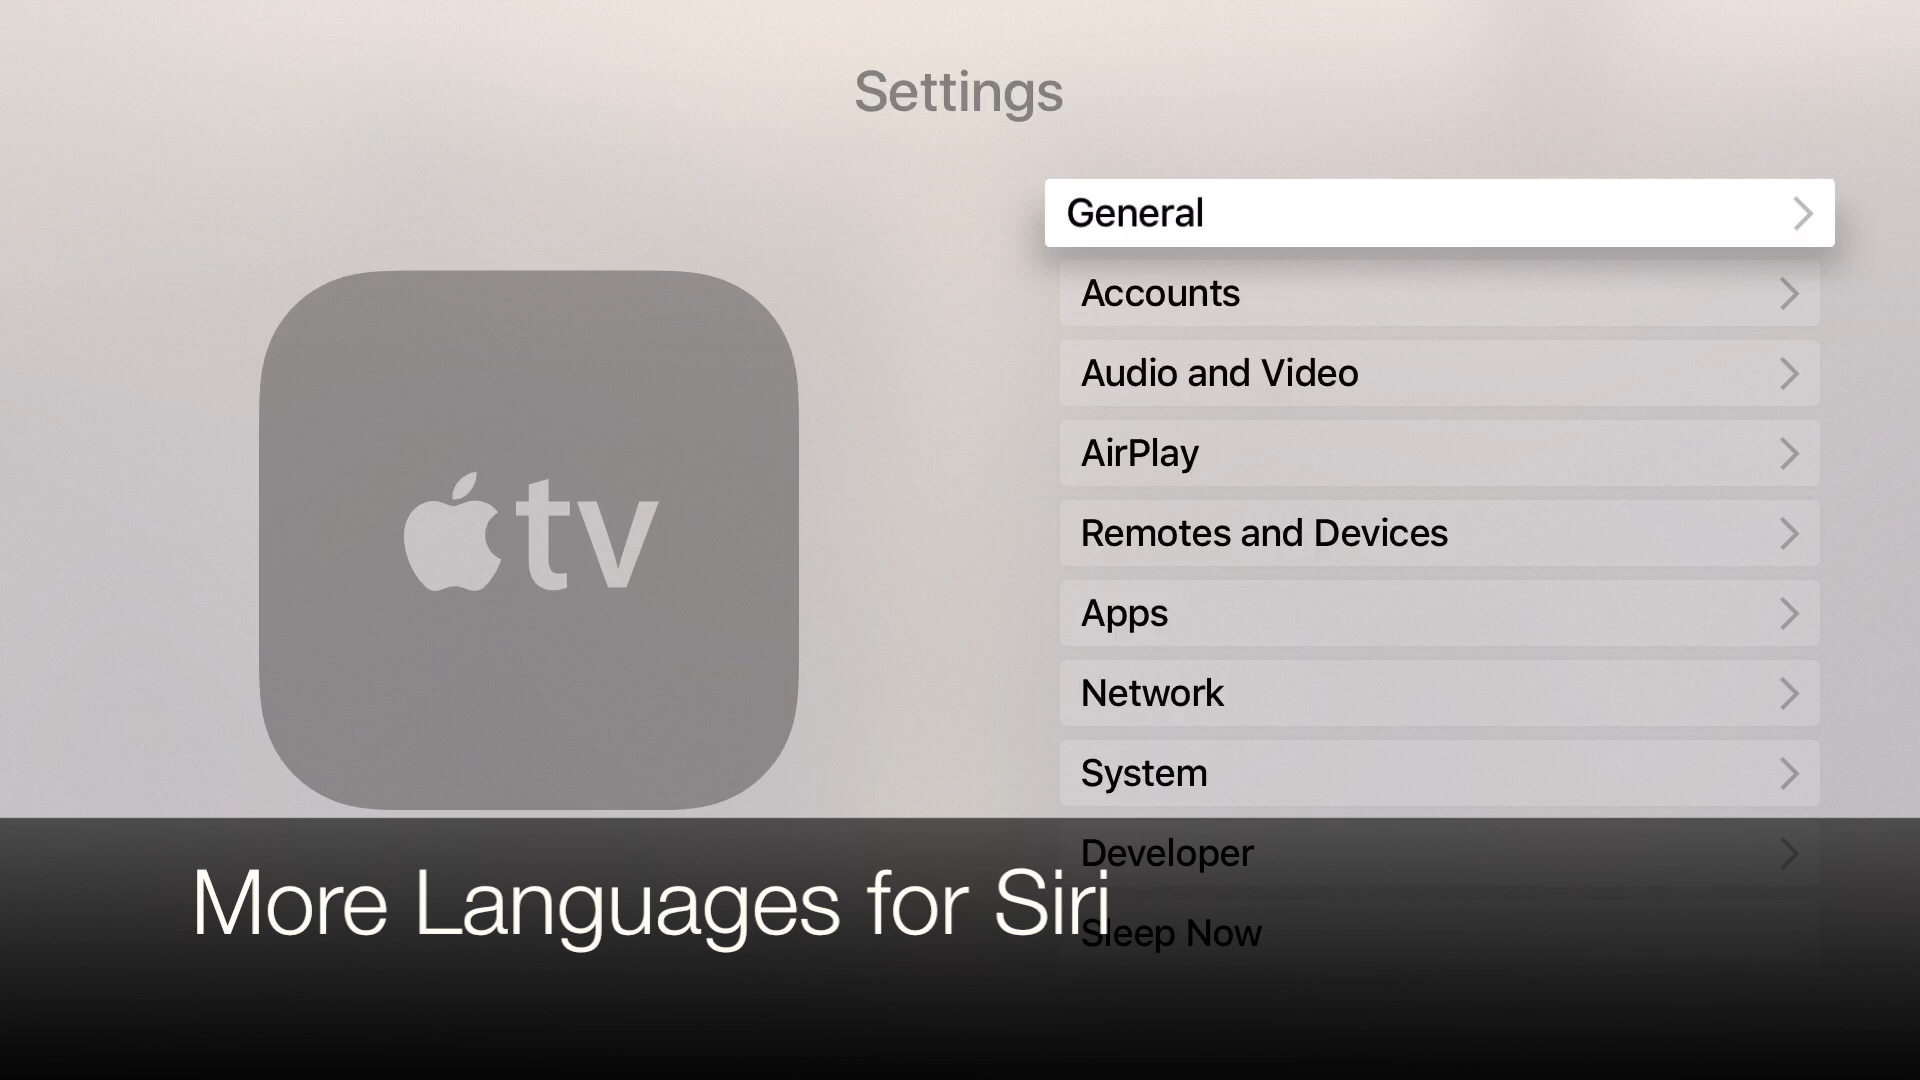 Settings
General
Accounts
Audio and Video
AirPlay
Remotes and Devices
Apps
Network
System
Developer
Sleep Now
tv
More Languages for Siri